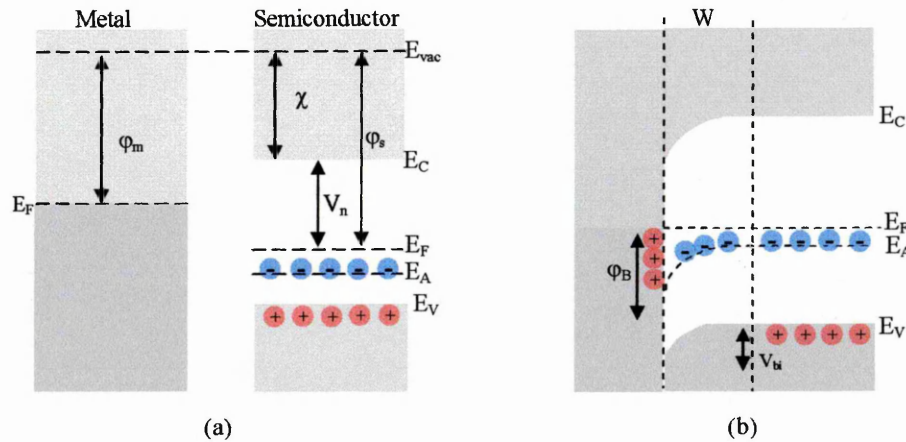 Metal
Semiconductor
E_vac
χ
φ_m
φ_s
E_C
E_F
V_n
E_F
E_A
+ + + + +
E_V
(a)
W
E_C
E_F
E_A
φ_B
+
+
+
E_V
+ + + +
V_bi
(b)